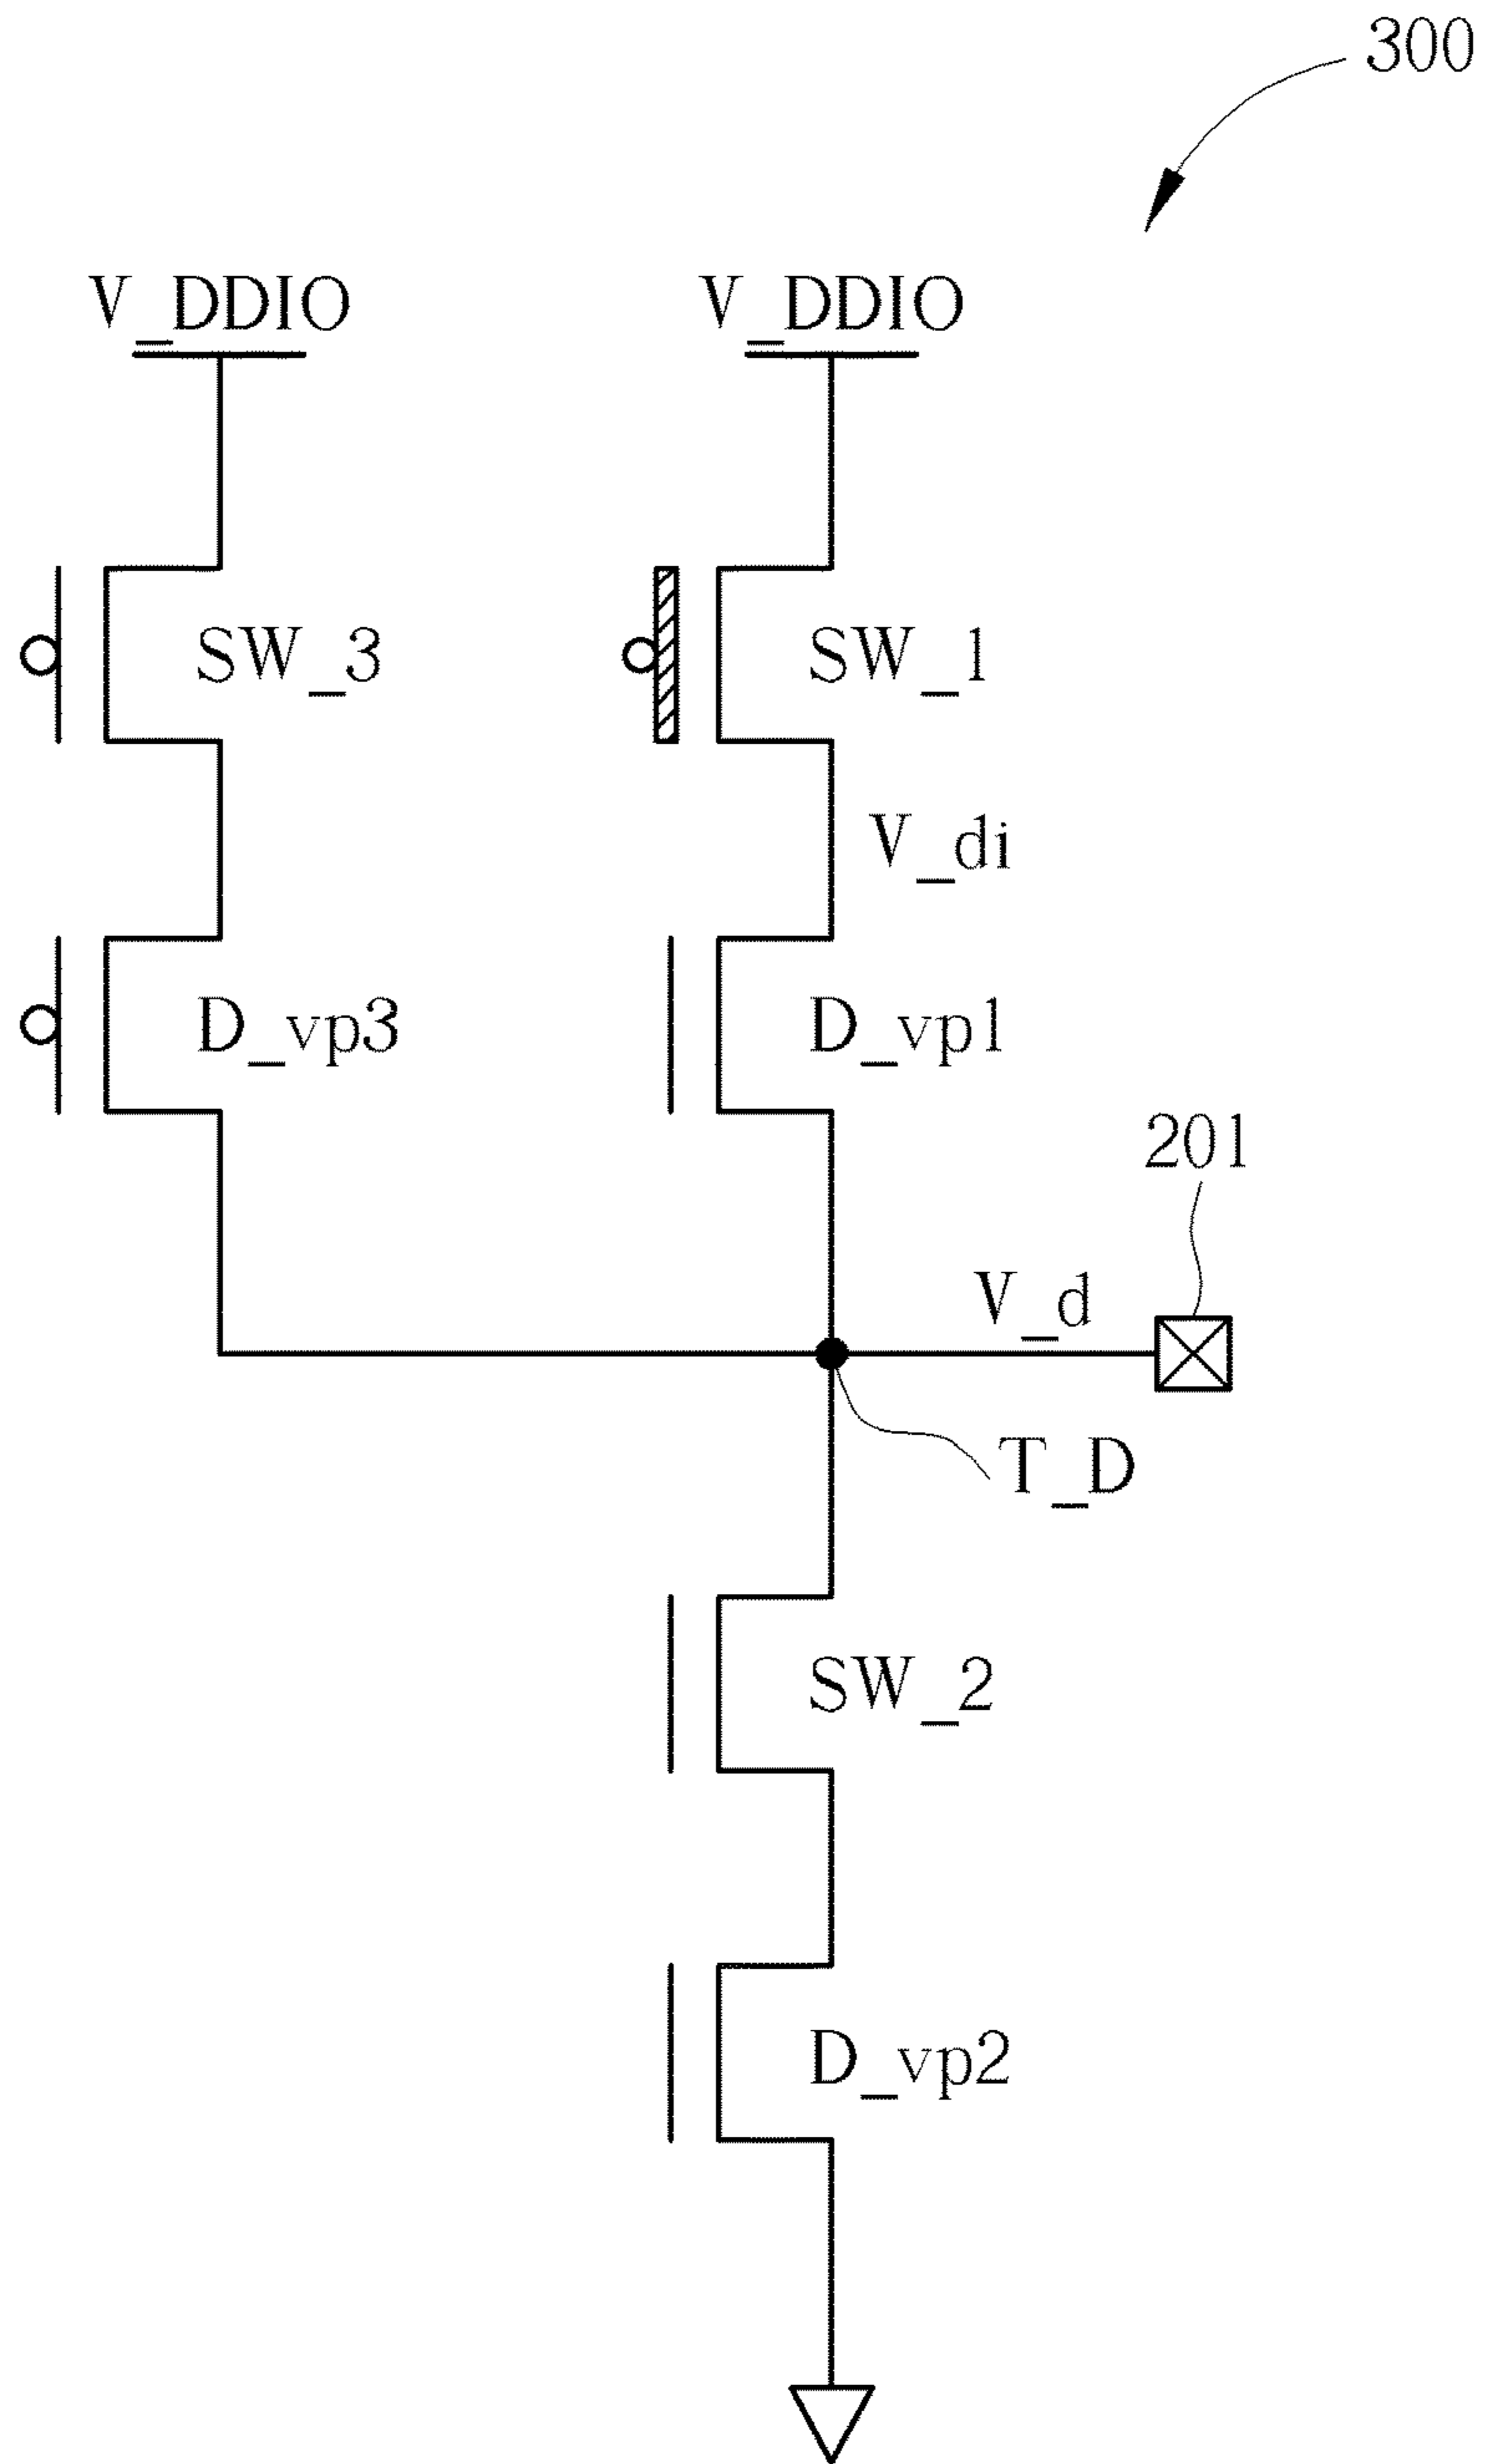 300
V_DDIO V_DDIO
SW_3 SW_1
V_di
D_vp3 D_vp1
201
V_d
T_D
SW_2
D_vp2